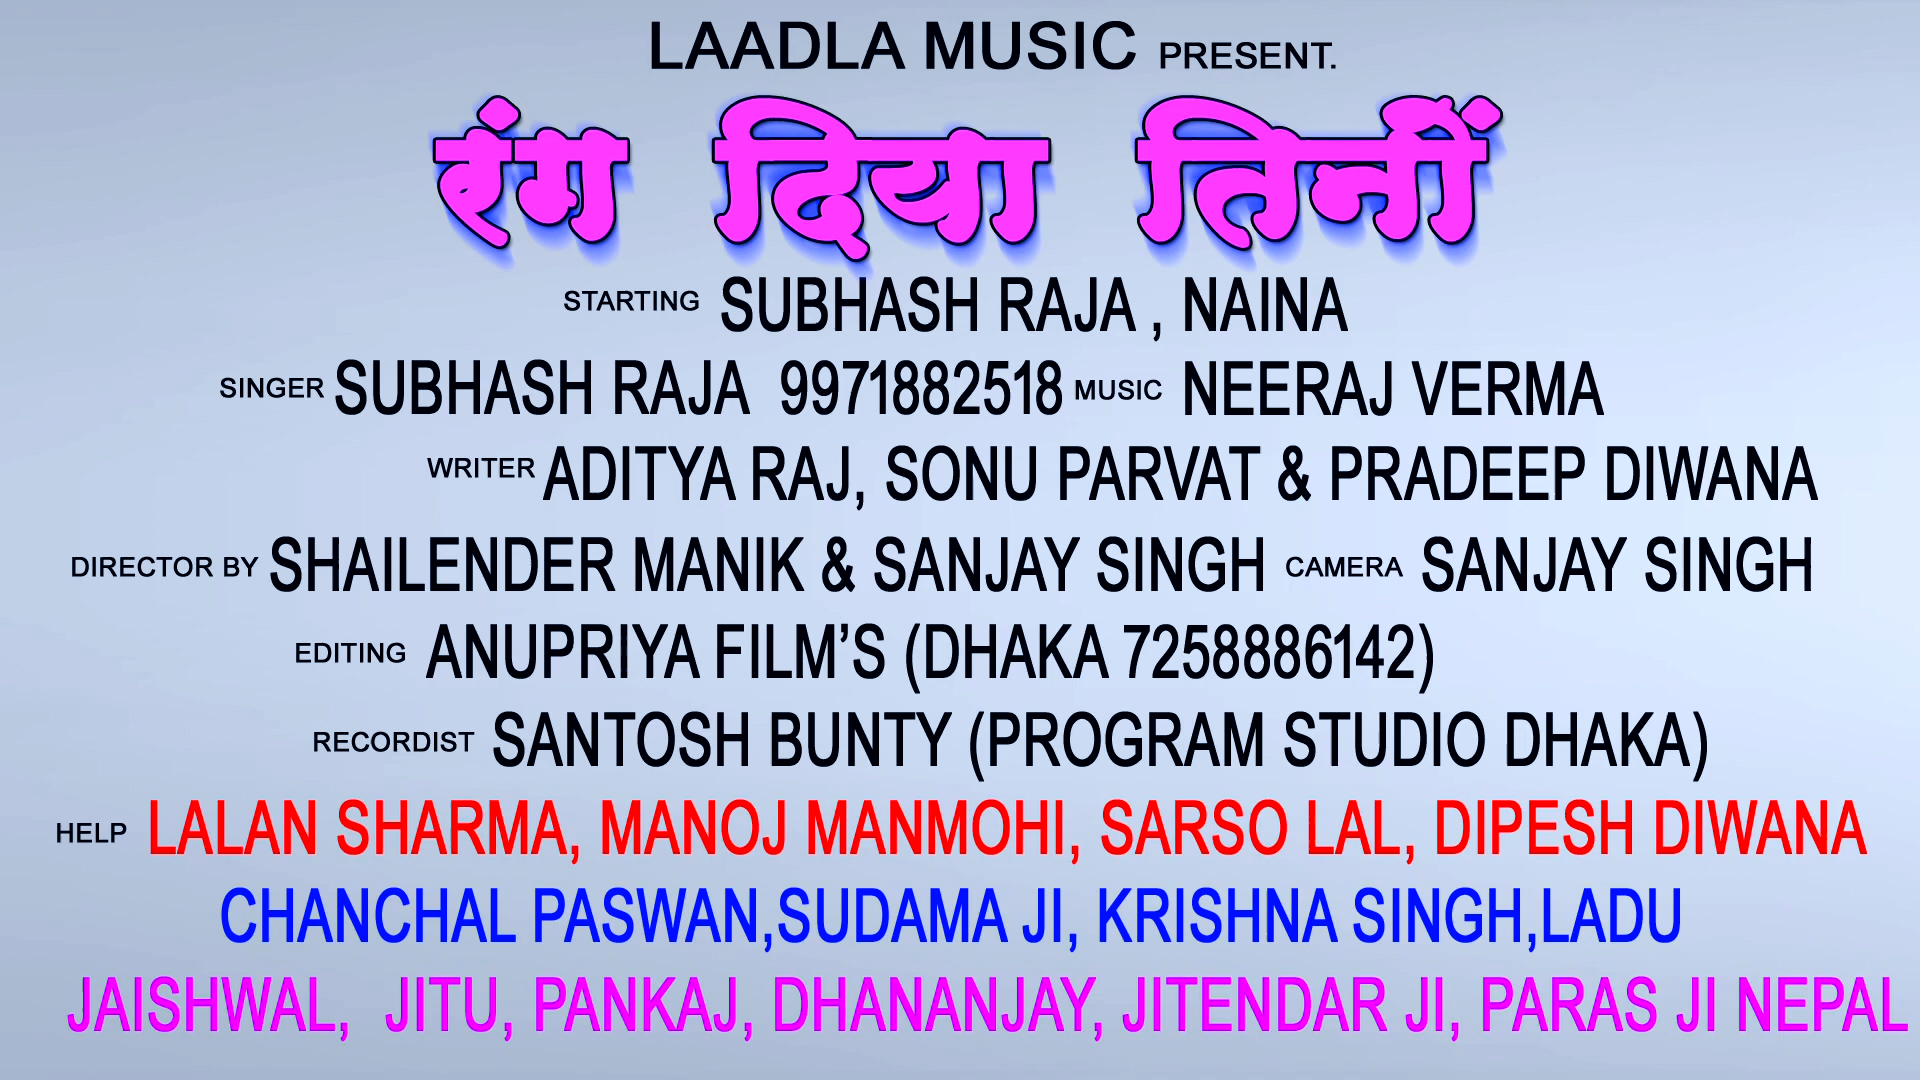 LAADLA MUSIC PRESENT.
रंग दिया तिनीं
STARTING SUBHASH RAJA , NAINA
SINGER SUBHASH RAJA 9971882518 MUSIC NEERAJ VERMA
WRITER ADITYA RAJ, SONU PARVAT & PRADEEP DIWANA
DIRECTOR BY SHAILENDER MANIK & SANJAY SINGH CAMERA SANJAY SINGH
EDITING ANUPRIYA FILM'S (DHAKA 7258886142)
RECORDIST SANTOSH BUNTY (PROGRAM STUDIO DHAKA)
HELP LALAN SHARMA, MANOJ MANMOHI, SARSO LAL, DIPESH DIWANA
CHANCHAL PASWAN,SUDAMA JI, KRISHNA SINGH,LADU
JAISHWAL, JITU, PANKAJ, DHANANJAY, JITENDAR JI, PARAS JI NEPAL